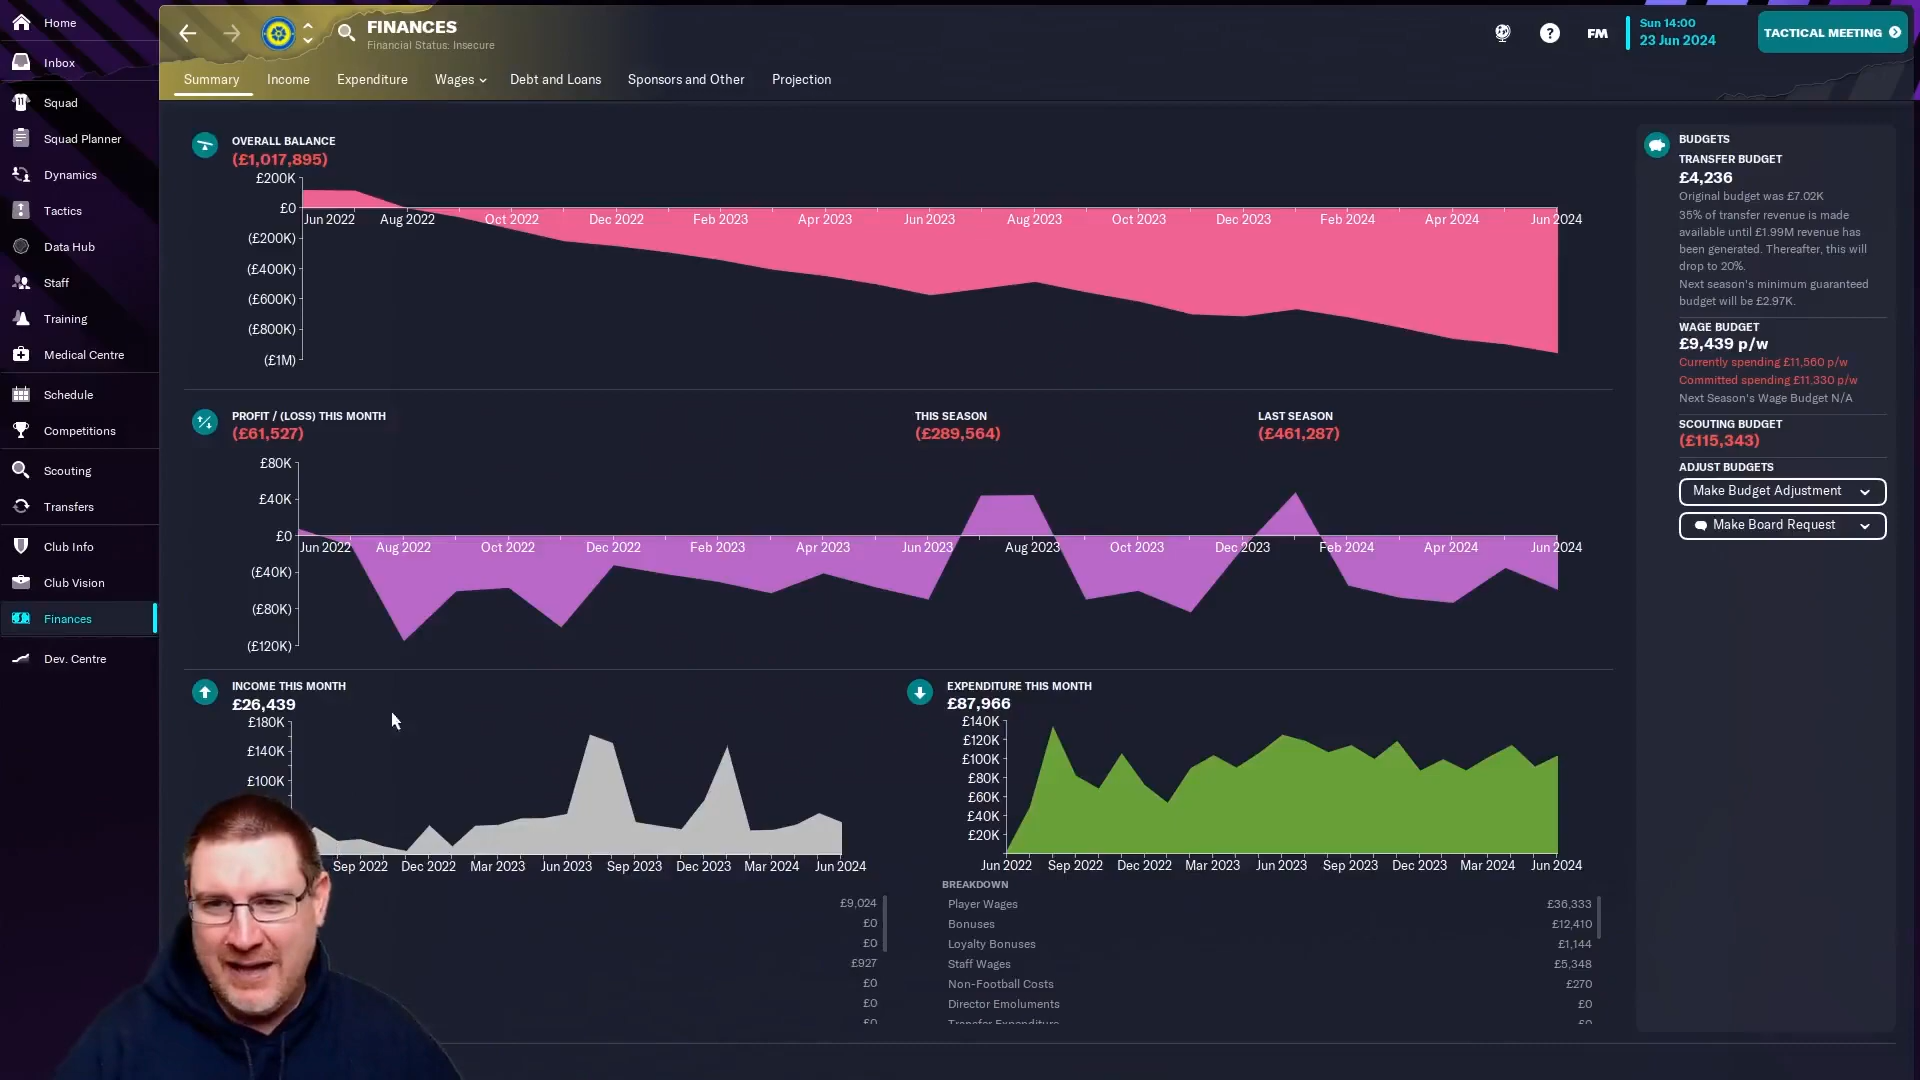 Home
Inbox
Squad
Squad Planner
Dynamics
Tactics
Data Hub
Staff
Training
Medical Centre
Schedule
Competitions
Scouting
Transfers
Club Info
Club Vision
Finances
Dev. Centre
FINANCES
Financial Status: Insecure
?
FM
Sun 14:00
23 Jun 2024
TACTICAL MEETING
Summary Income Expenditure Wages Debt and Loans Sponsors and Other Projection
OVERALL BALANCE
(£1,017,895)
£200K
£0
(£200K)
(£400K)
(£600K)
(£800K)
(£1M)
Jun 2022 Aug 2022 Oct 2022 Dec 2022 Feb 2023 Apr 2023 Jun 2023 Aug 2023 Oct 2023 Dec 2023 Feb 2024 Apr 2024 Jun 2024
PROFIT / (LOSS) THIS MONTH
(£61,527)
THIS SEASON
(£289,564)
LAST SEASON
(£461,287)
£80K
£40K
£0
(£40K)
(£80K)
(£120K)
Jun 2022 Aug 2022 Oct 2022 Dec 2022 Feb 2023 Apr 2023 Jun 2023 Aug 2023 Oct 2023 Dec 2023 Feb 2024 Apr 2024 Jun 2024
INCOME THIS MONTH
£26,439
£180K
£140K
£100K
Sep 2022 Dec 2022 Mar 2023 Jun 2023 Sep 2023 Dec 2023 Mar 2024 Jun 2024
£9,024
£0
£0
£927
£0
£0
£0
EXPENDITURE THIS MONTH
£87,966
£140K
£120K
£100K
£80K
£60K
£40K
£20K
Jun 2022 Sep 2022 Dec 2022 Mar 2023 Jun 2023 Sep 2023 Dec 2023 Mar 2024 Jun 2024
BREAKDOWN
Player Wages £36,333
Bonuses £12,410
Loyalty Bonuses £1,144
Staff Wages £5,348
Non-Football Costs £270
Director Emoluments £0
Transfer Expenditure £0
BUDGETS
TRANSFER BUDGET
£4,236
Original budget was £7.02K
35% of transfer revenue is made
available until £1.99M revenue has
been generated. Thereafter, this will
drop to 20%.
Next season's minimum guaranteed
budget will be £2.97K.
WAGE BUDGET
£9,439 p/w
Currently spending £11,560 p/w
Committed spending £11,330 p/w
Next Season's Wage Budget N/A
SCOUTING BUDGET
(£115,343)
ADJUST BUDGETS
Make Budget Adjustment
Make Board Request